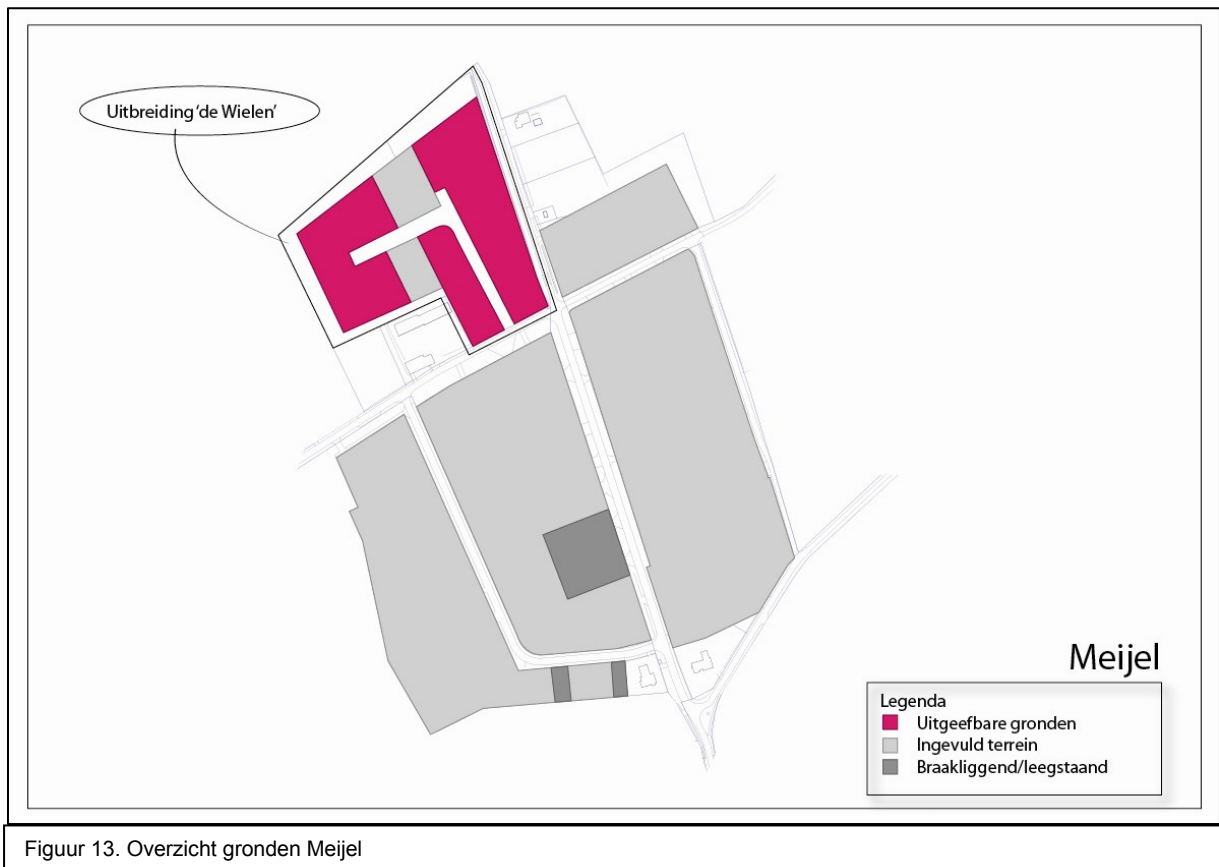 Uitbreiding 'de Wielen'
Meijel
Legenda
Uitgeefbare gronden
Ingevuld terrein
Braakliggend/leegstaand
Figuur 13. Overzicht gronden Meijel